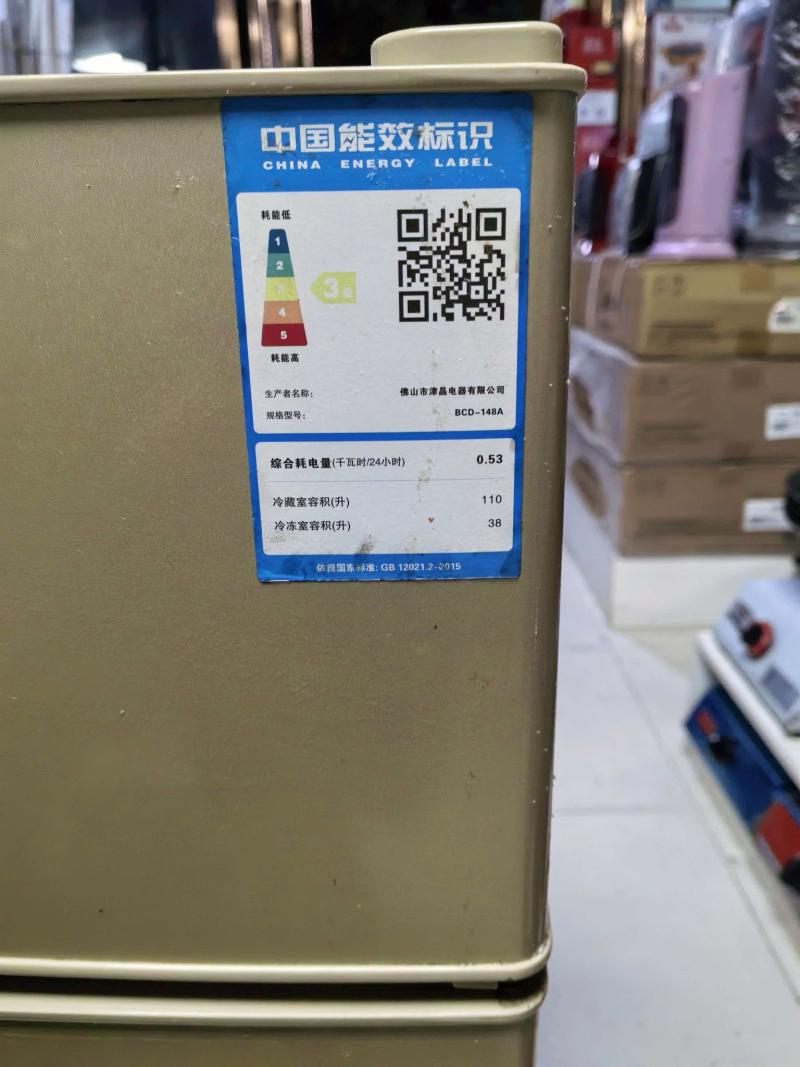 中国能效标识
CHINA ENERGY LABEL
耗能低
1
2
3
3级
4
5
耗能高
生产者名称: 佛山市津晶电器有限公司
规格型号: BCD-148A
综合耗电量(千瓦时/24小时) 0.53
冷藏室容积(升) 110
冷冻室容积(升) 38
依据国家标准: GB 12021.2-2015